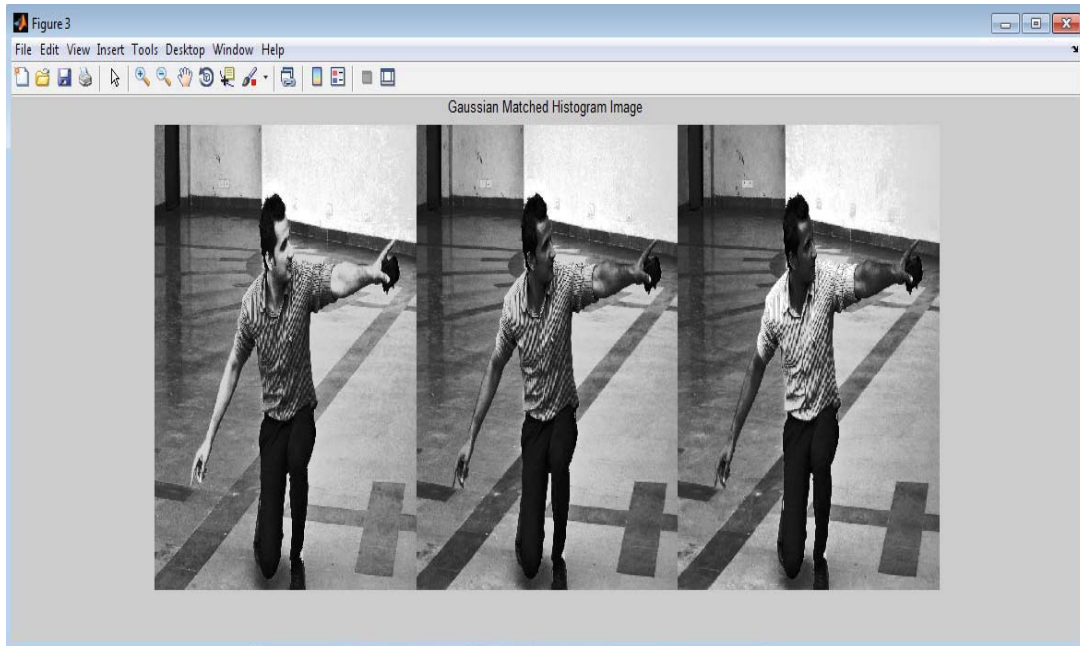 Figure 3
File Edit View Insert Tools Desktop Window Help
Gaussian Matched Histogram Image